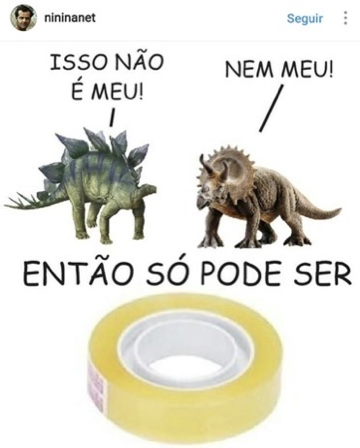 nininanet
Seguir
ISSO NÃO
É MEU!
NEM MEU!
ENTÃO SÓ PODE SER